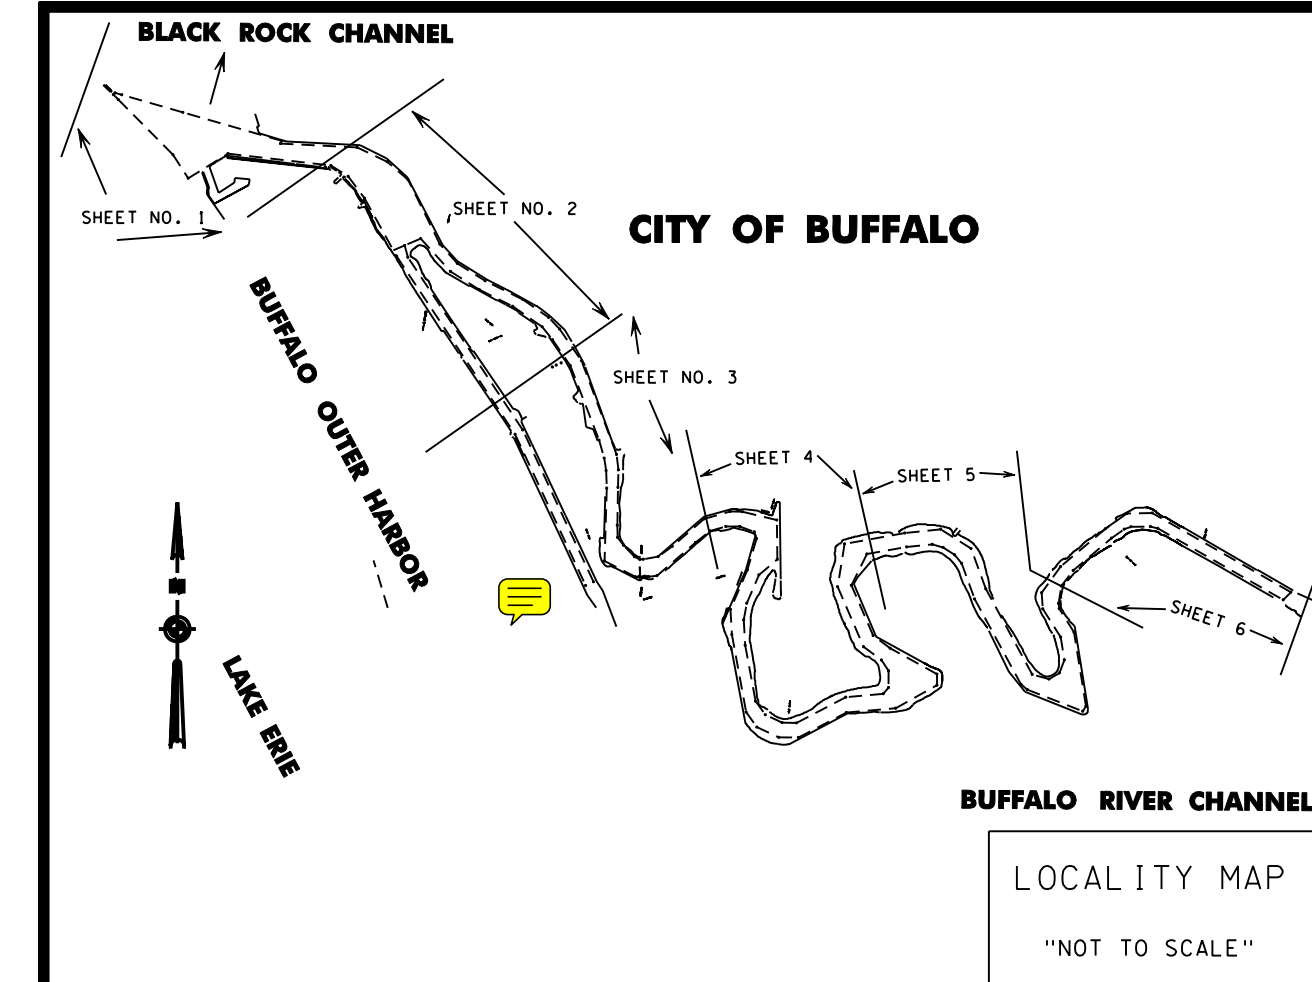 BLACK ROCK CHANNEL
SHEET NO. 1
SHEET NO. 2
CITY OF BUFFALO
BUFFALO OUTER HARBOR
SHEET NO. 3
SHEET 4
SHEET 5
SHEET 6
LAKE ERIE
BUFFALO RIVER CHANNEL
LOCALITY MAP
"NOT TO SCALE"